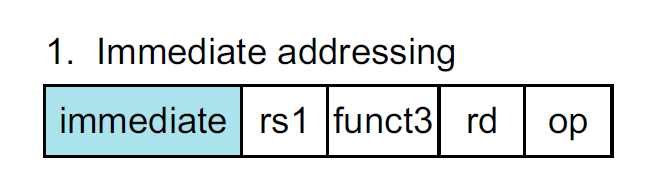 1. Immediate addressing
immediate rs1 funct3 rd op